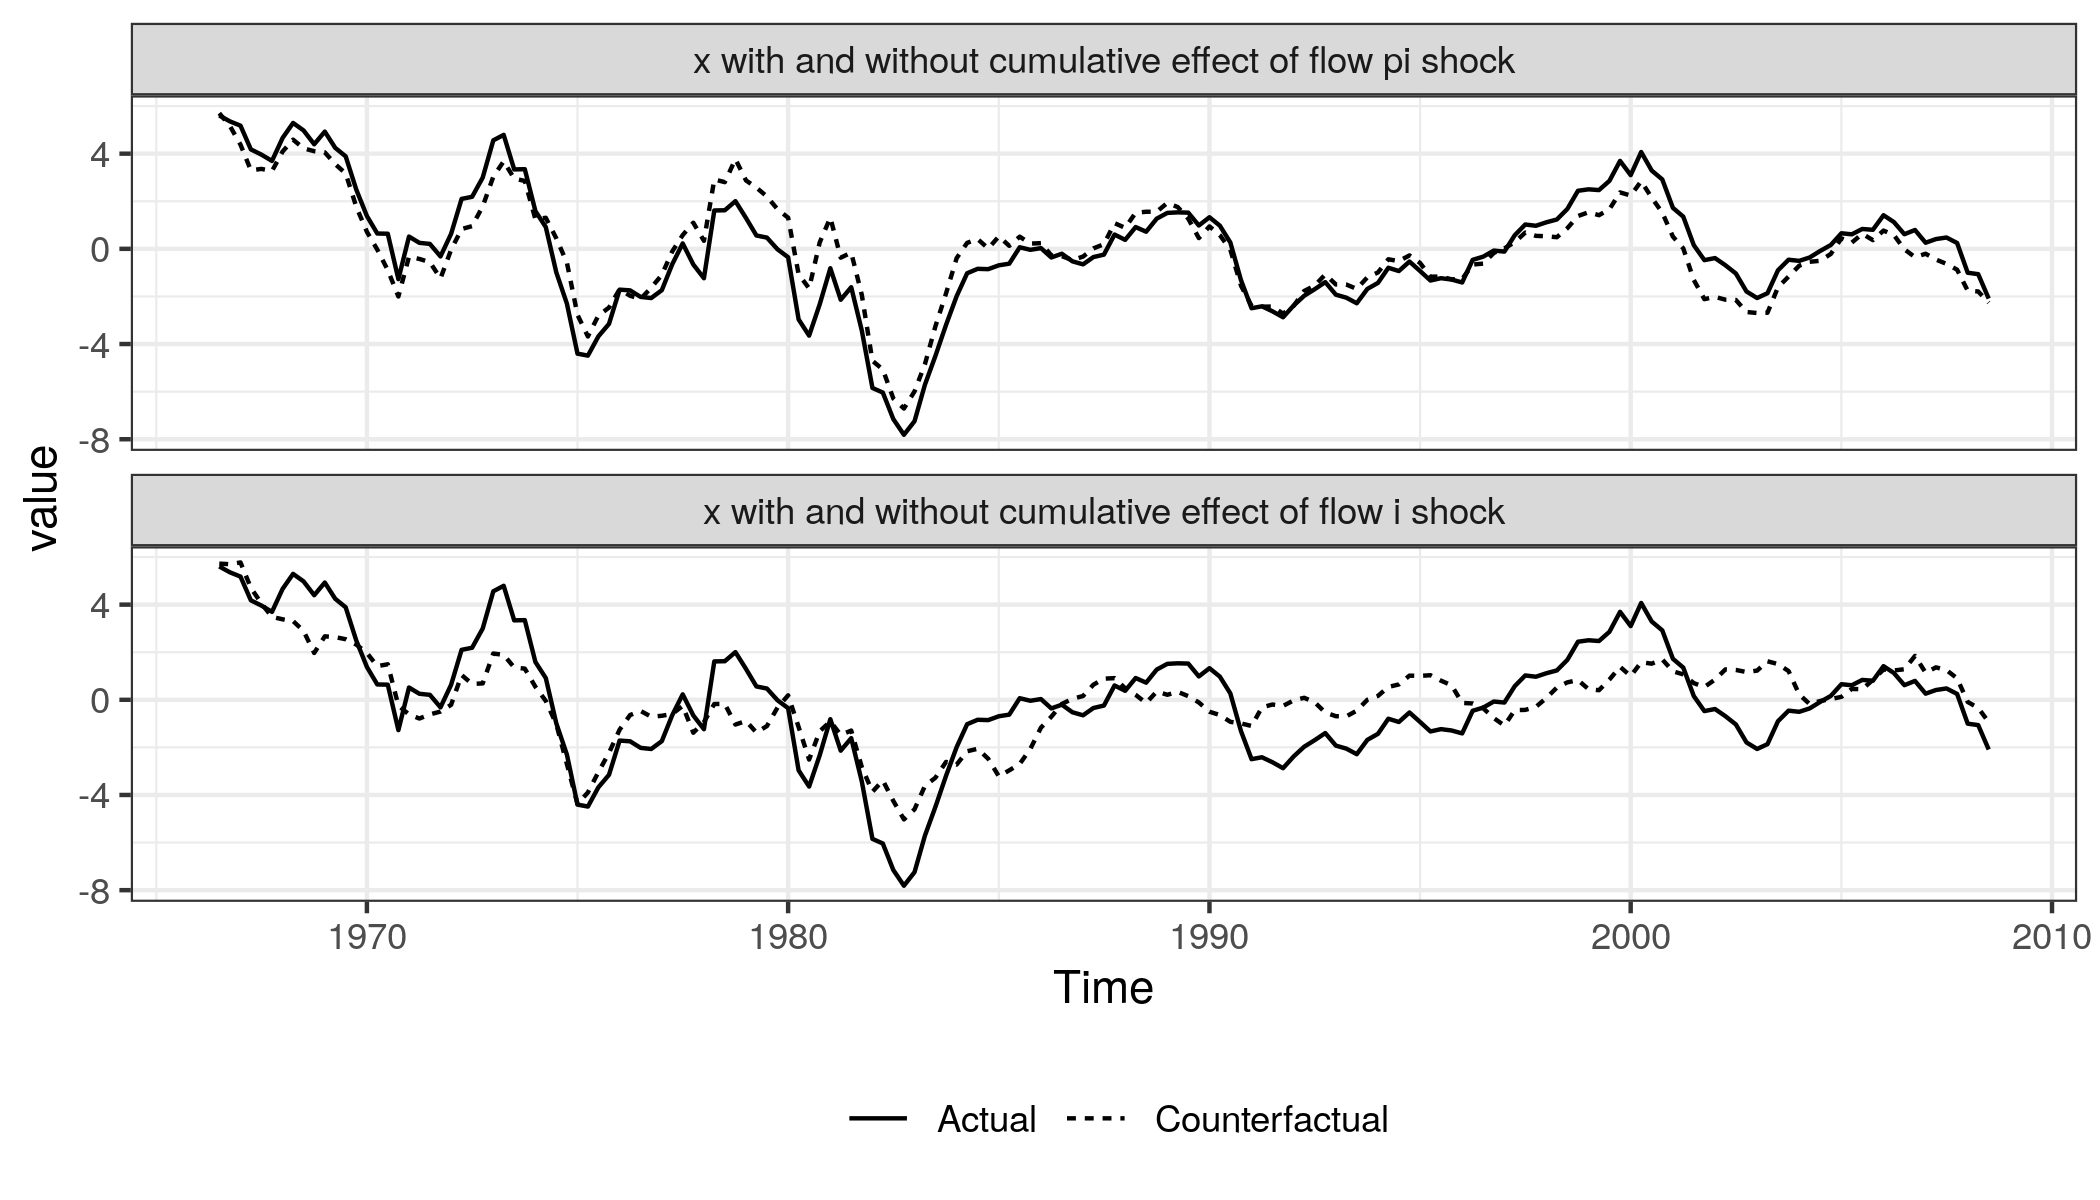 x with and without cumulative effect of flow pi shock
4
0
-4
-8
value
x with and without cumulative effect of flow i shock
4
0
-4
-8
1970 1980 1990 2000 2010
Time
Actual Counterfactual